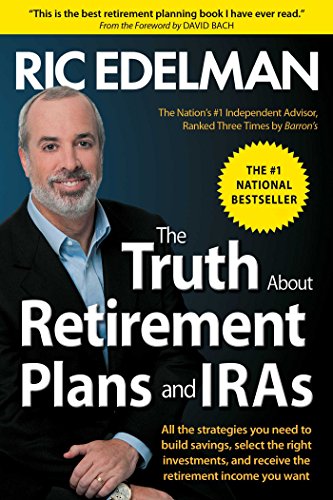 "This is the best retirement planning book I have ever read."
From the Foreword by DAVID BACH
RIC EDELMAN
The Nation's #1 Independent Advisor,
Ranked Three Times by Barron's
THE #1
NATIONAL
BESTSELLER
The
Truth About
Retirement
Plans and IRAs
All the strategies you need to
build savings, select the right
investments, and receive the
retirement income you want